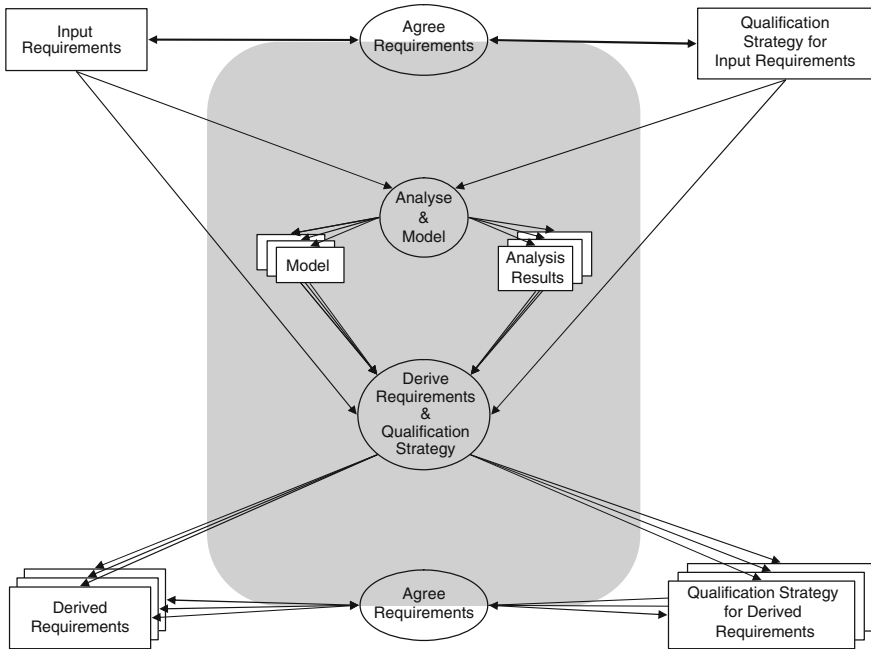 Input
Requirements
Agree
Requirements
Qualification
Strategy for
Input Requirements
Analyse
&
Model
Model
Analysis
Results
Derive
Requirements
&
Qualification
Strategy
Derived
Requirements
Agree
Requirements
Qualification Strategy
for Derived
Requirements